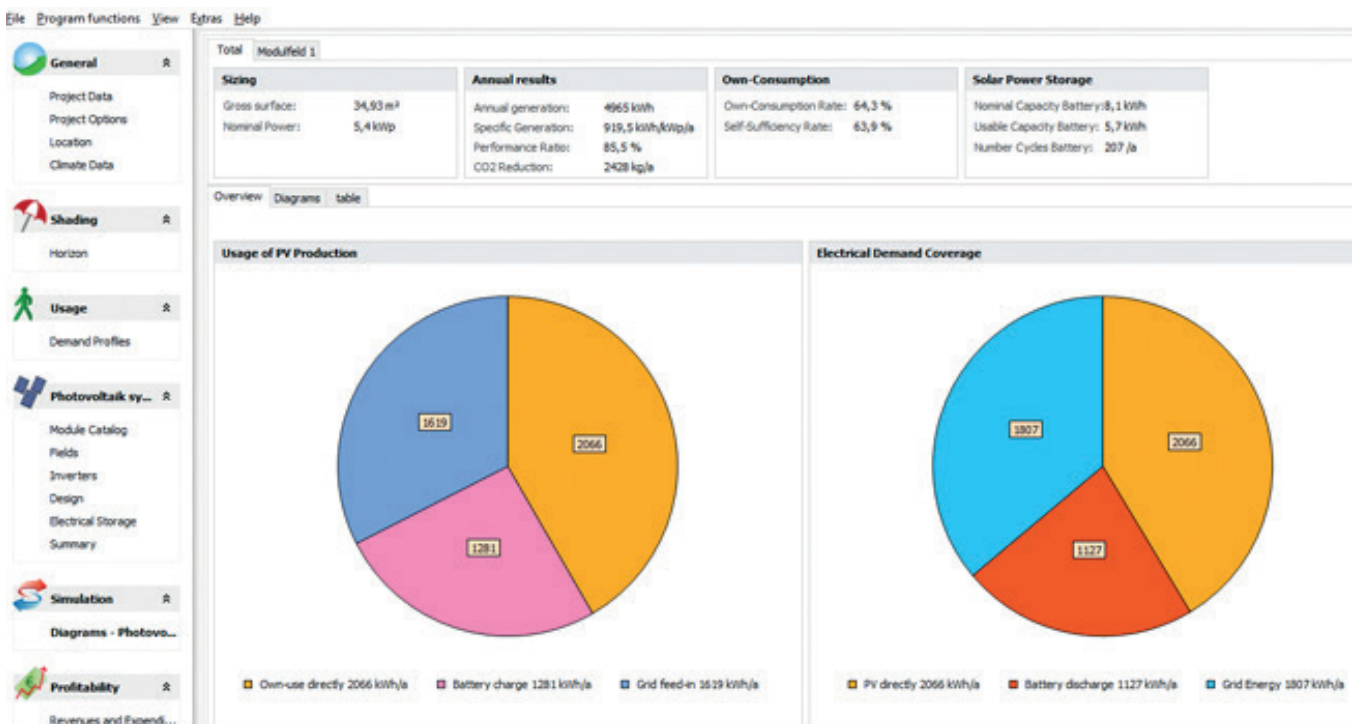 File Program functions View Extras Help
General
Project Data
Project Options
Location
Climate Data
Shading
Horizon
Usage
Demand Profiles
Photovoltaik sy...
Module Catalog
Fields
Inverters
Design
Electrical Storage
Summary
Simulation
Diagrams - Photovo...
Profitability
Revenues and Expendi...
Total Modulfeld 1
Sizing
Gross surface: 34,93 m²
Nominal Power: 5,4 kWp
Annual results
Annual generation: 4965 kWh
Specific Generation: 919,5 kWh/kWp/a
Performance Ratio: 85,5 %
CO2 Reduction: 2428 kg/a
Own-Consumption
Own-Consumption Rate: 64,3 %
Self-Sufficiency Rate: 63,9 %
Solar Power Storage
Nominal Capacity Battery: 8,1 kWh
Usable Capacity Battery: 5,7 kWh
Number Cycles Battery: 207 /a
Overview Diagrams table
Usage of PV Production
1619
2066
1281
Own-use directly 2066 kWh/a Battery charge 1281 kWh/a Grid feed-in 1619 kWh/a
Electrical Demand Coverage
1807
2066
1127
PV directly 2066 kWh/a Battery discharge 1127 kWh/a Grid Energy 1807 kWh/a